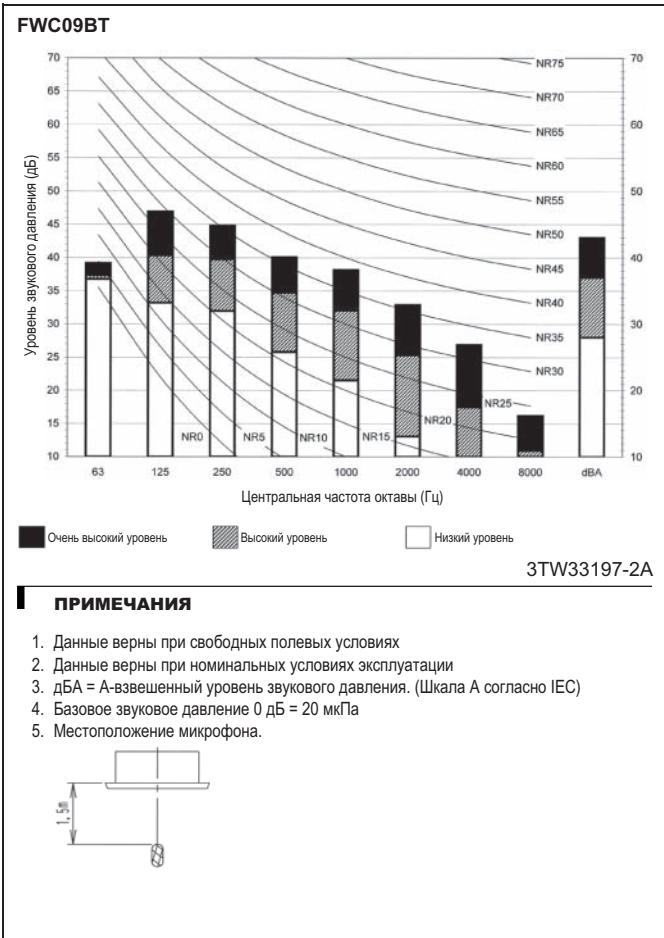 FWC09BT
70
65
60
55
50
45
40
35
30
25
20
15
10
Уровень звукового давления (дБ)
70
60
50
40
30
20
10
NR75
NR70
NR65
NR60
NR55
NR50
NR45
NR40
NR35
NR30
NR25
NR20
NR0 NR5 NR10 NR15
63 125 250 500 1000 2000 4000 8000 dBA
Центральная частота октавы (Гц)
Очень высокий уровень Высокий уровень Низкий уровень
3TW33197-2A
ПРИМЕЧАНИЯ
1. Данные верны при свободных полевых условиях
2. Данные верны при номинальных условиях эксплуатации
3. дБА = А-взвешенный уровень звукового давления. (Шкала А согласно IEC)
4. Базовое звуковое давление 0 дБ = 20 мкПа
5. Местоположение микрофона.
1,5m